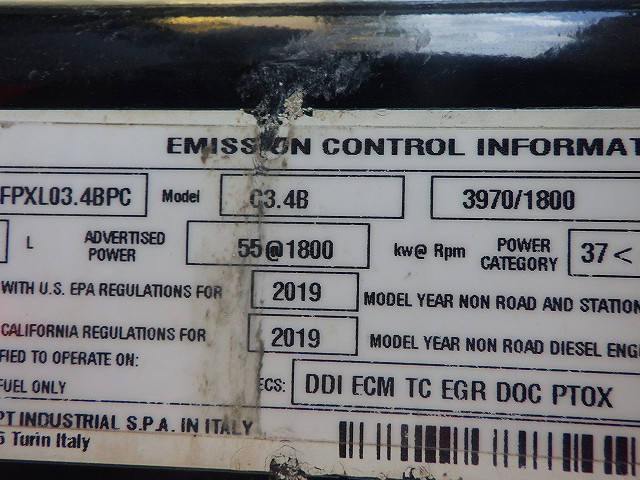 EMISSION CONTROL INFORMAT
FPXL03.4BPC Model C3.4B 3970/1800
L ADVERTISED POWER 55@1800 kw@ Rpm POWER CATEGORY 37<
WITH U.S. EPA REGULATIONS FOR 2019 MODEL YEAR NON ROAD AND STATION
CALIFORNIA REGULATIONS FOR 2019 MODEL YEAR NON ROAD DIESEL ENGI
FIED TO OPERATE ON:
FUEL ONLY ECS: DDI ECM TC EGR DOC PTOX
PT INDUSTRIAL S.P.A. IN ITALY
5 Turin Italy